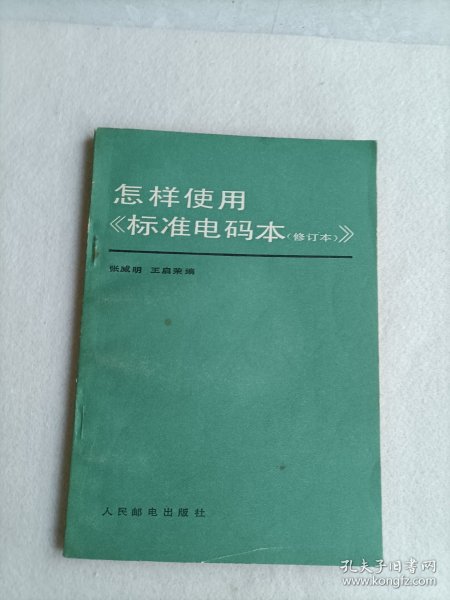 怎样使用
《标准电码本(修订本)》
张威明 王启荣编
人民邮电出版社
孔夫子旧书网
www.kongfz.com